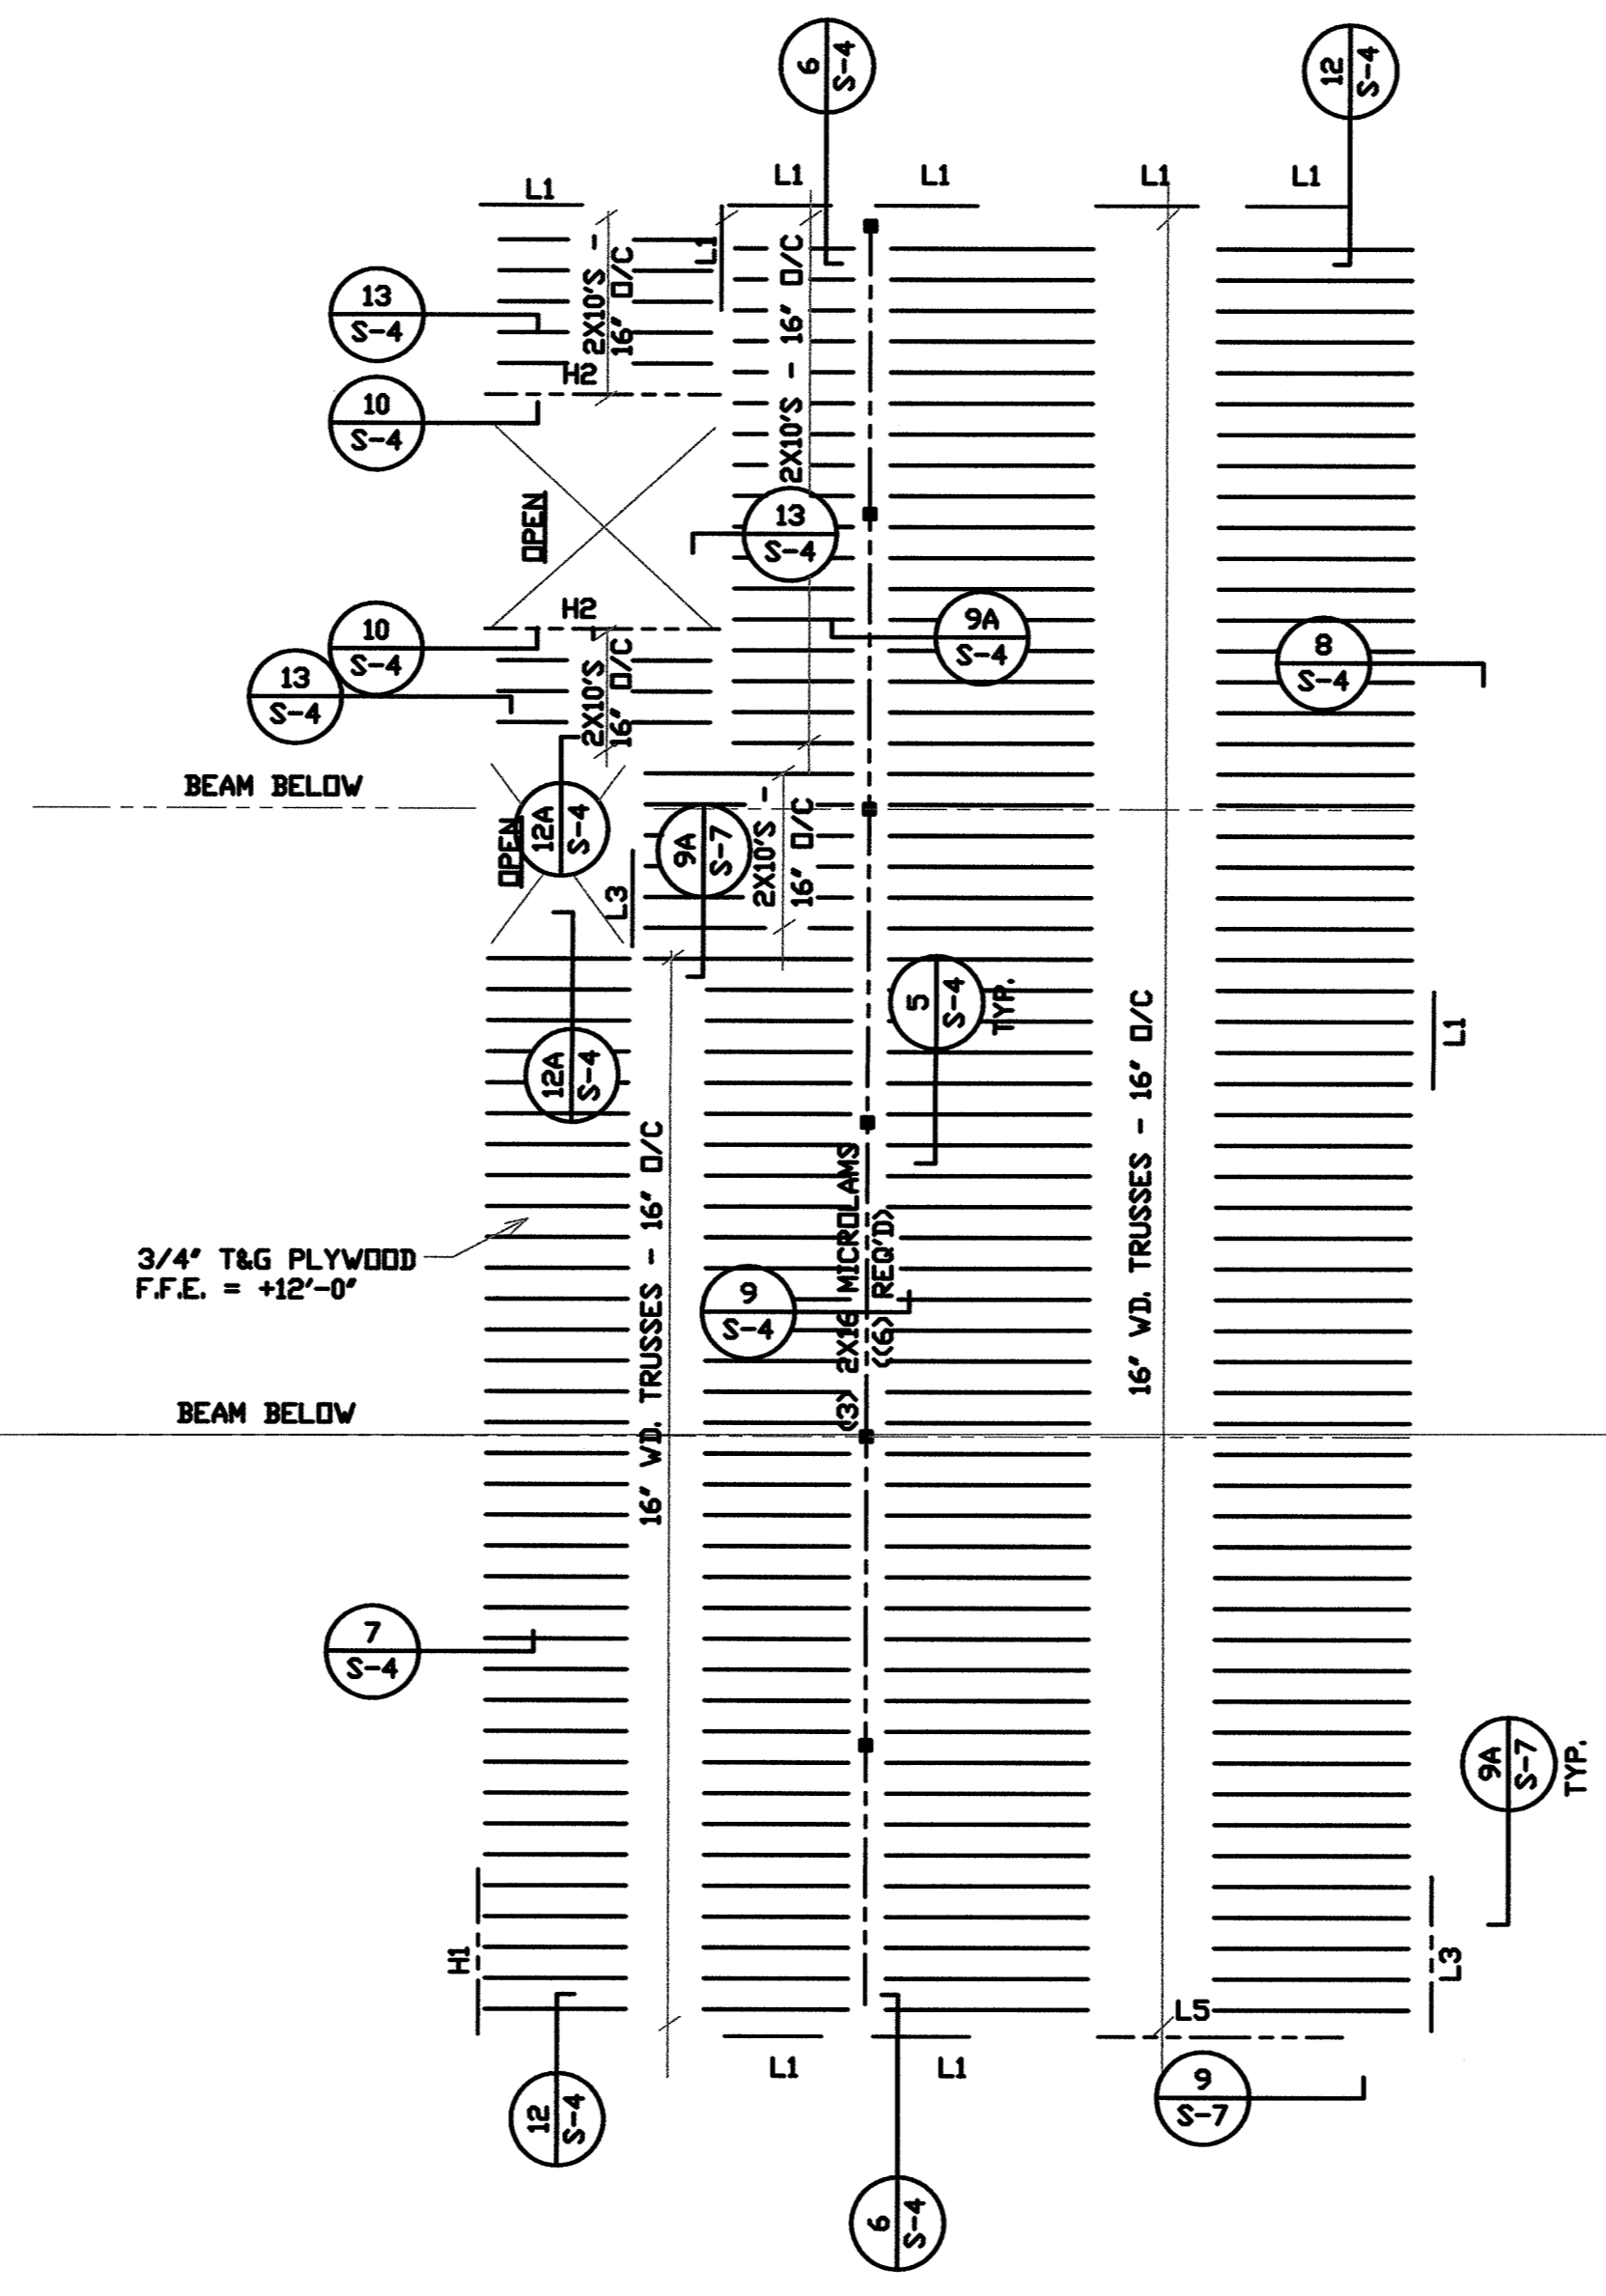 6
S-4
12
S-4
L1
L1
L1
L1
L1
L1
2X10'S -
16" O/C
2X10'S - 16" O/C
13
S-4
H2
10
S-4
OPEN
13
S-4
H2
10
S-4
9A
S-4
8
S-4
13
S-4
2X10'S
16" O/C
BEAM BELOW
OPEN
12A
S-4
9A
S-7
2X10'S -
16" O/C
L3
5
S-4
TYP.
L1
12A
S-4
16" WD. TRUSSES - 16" O/C
16" WD. TRUSSES - 16" O/C
3/4" T&G PLYWOOD
F.F.E. = +12'-0"
(3) 2X16 MICROLAMS
((6) REQ'D)
9
S-4
BEAM BELOW
7
S-4
9A
S-7
TYP.
H1
L3
L5
L1
L1
12
S-4
9
S-7
6
S-4